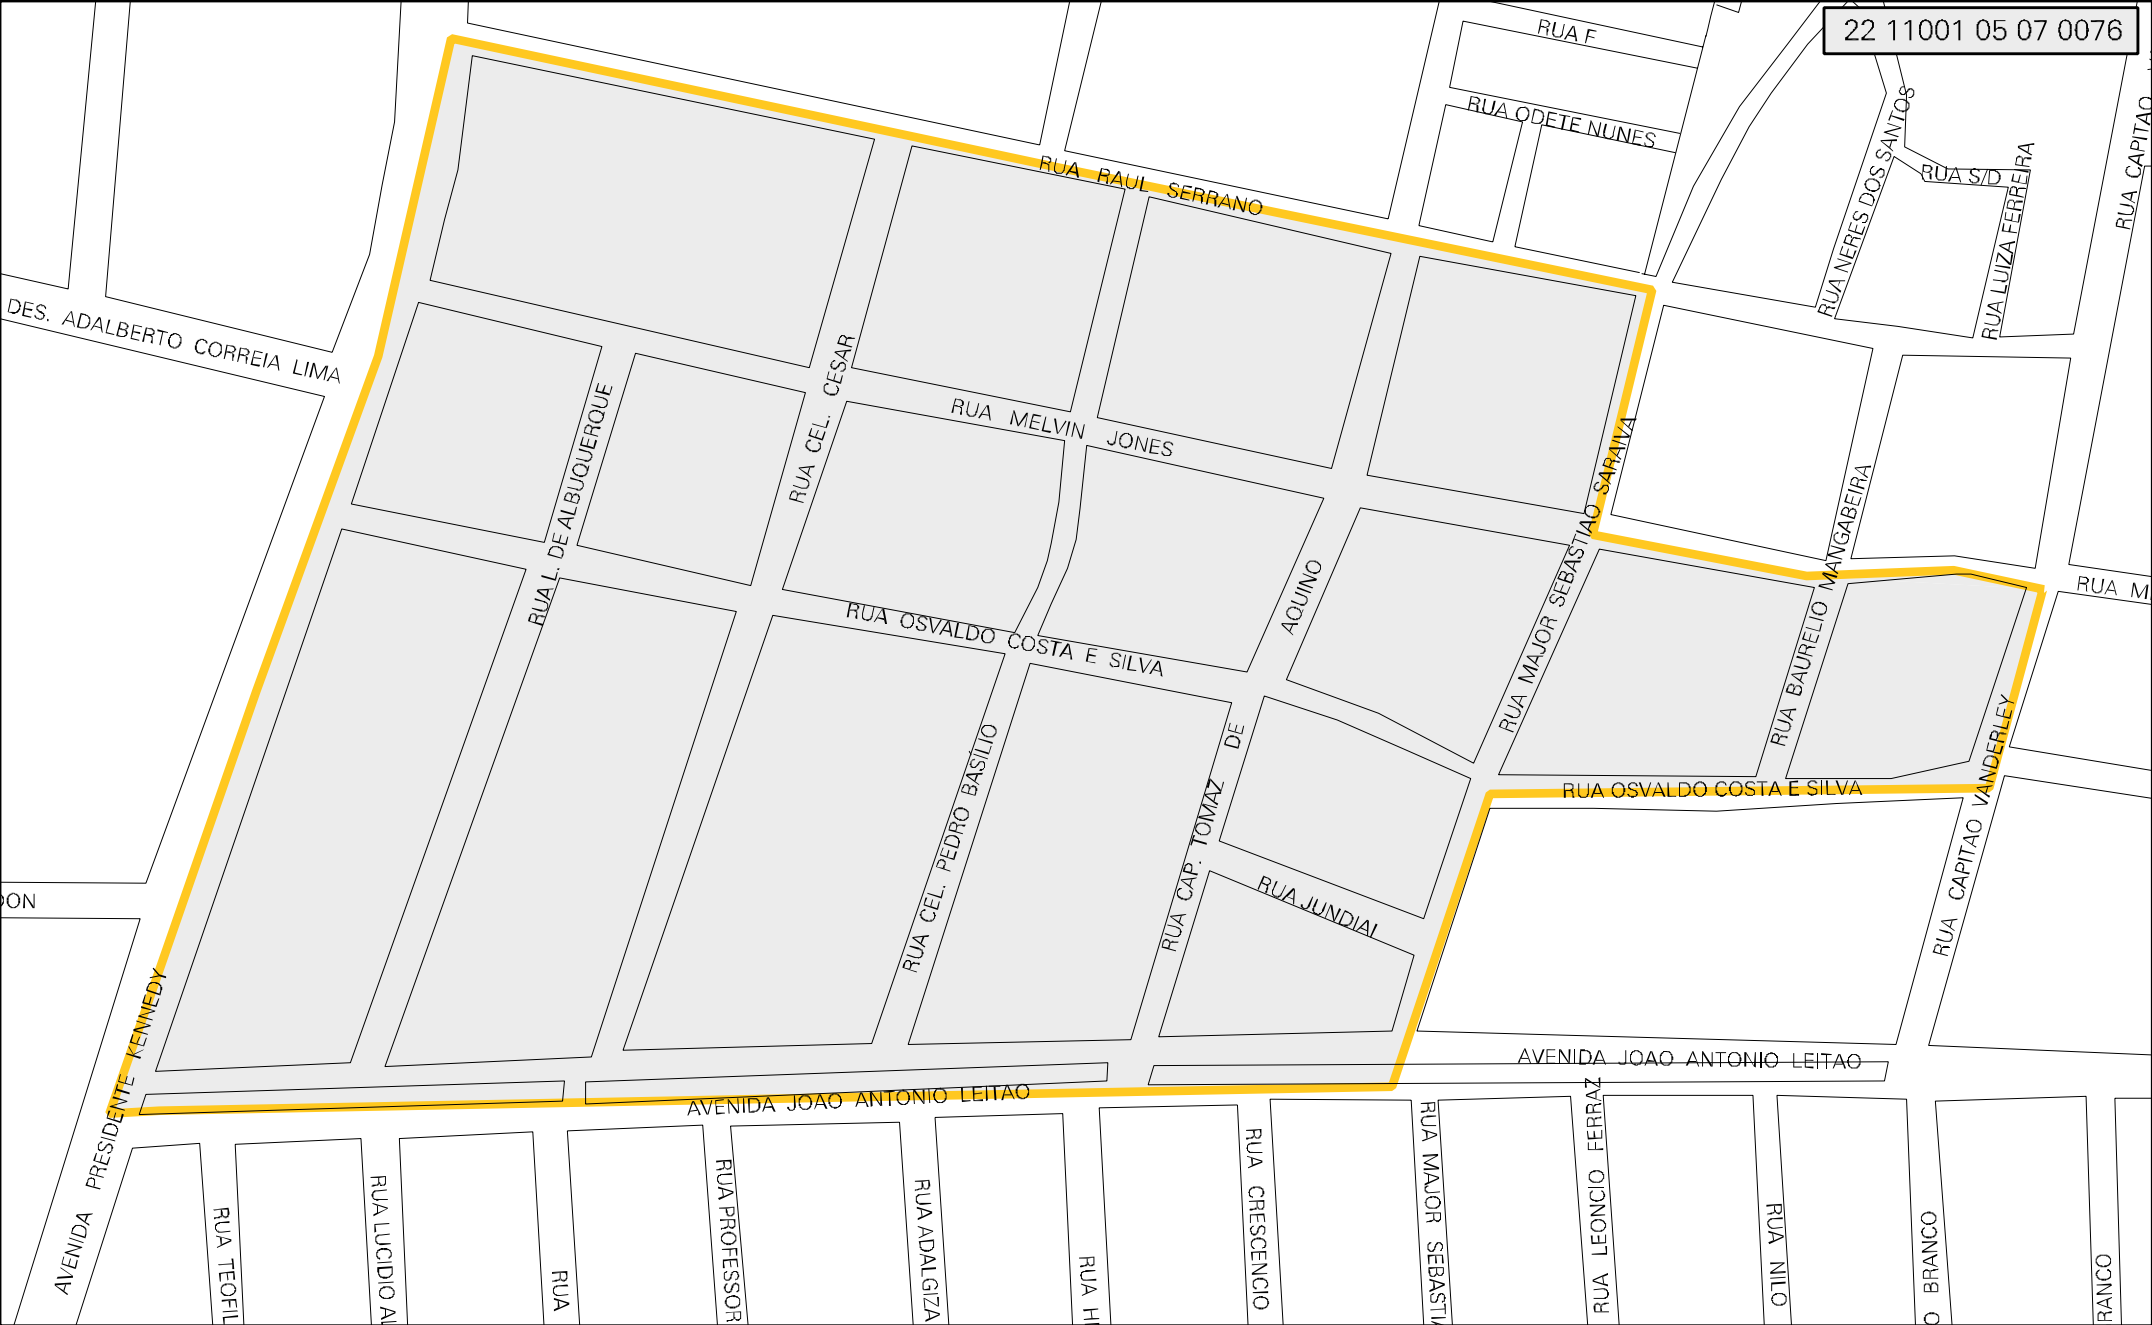 22 11001 05 07 0076
RUA F
RUA ODETE NUNES
RUA NERES DOS SANTOS
RUA S/D
RUA LUIZA FERREIRA
RUA CAPITAO
RUA RAUL SERRANO
DES. ADALBERTO CORREIA LIMA
RUA L. DE ALBUQUERQUE
RUA CEL. CESAR
RUA MELVIN JONES
RUA MAJOR SEBASTIAO SARAIVA
RUA BAURELIO MANGABEIRA
RUA M
RUA OSVALDO COSTA E SILVA
RUA CAP. TOMAZ DE AQUINO
RUA CEL. PEDRO BASÍLIO
RUA OSVALDO COSTA E SILVA
RUA CAPITAO VANDERLEY
RUA JUNDIAI
DON
AVENIDA PRESIDENTE KENNEDY
AVENIDA JOAO ANTONIO LEITAO
AVENIDA JOAO ANTONIO LEITAO
RUA TEOFIL
RUA LUCIDIO AL
RUA
RUA PROFESSOR
RUA ADALGIZA
RUA H
RUA CRESCENCIO
RUA MAJOR SEBASTI
RUA LEONCIO FERRAZ
RUA NILO
O BRANCO
RANCO